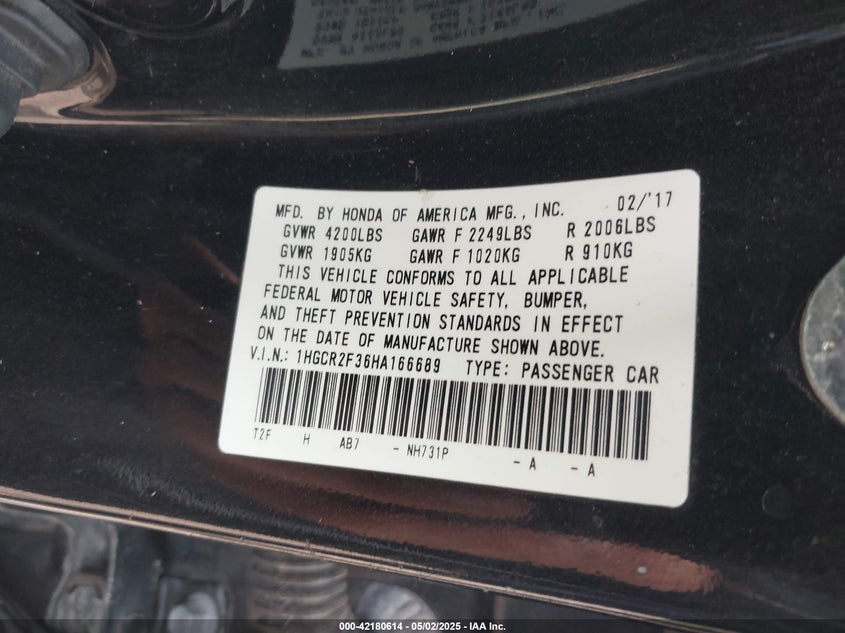 MFD. BY HONDA OF AMERICA MFG., INC. 02/'17
GVWR 4200LBS GAWR F 2249LBS R 2006LBS
GVWR 1905KG GAWR F 1020KG R 910KG
THIS VEHICLE CONFORMS TO ALL APPLICABLE
FEDERAL MOTOR VEHICLE SAFETY, BUMPER,
AND THEFT PREVENTION STANDARDS IN EFFECT
ON THE DATE OF MANUFACTURE SHOWN ABOVE.
V.I.N.: 1HGCR2F36HA166689 TYPE: PASSENGER CAR
T2F H AB7 - NH731P - A - A
000-42180614 - 05/02/2025 - IAA Inc.